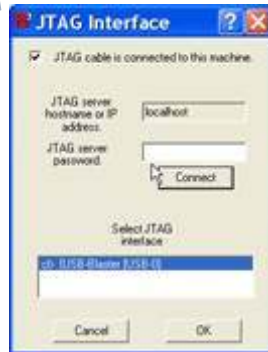 JTAG Interface
JTAG cable is connected to this machine.
JTAG server
hostname or IP
address.
localhost
JTAG server
password.
Connect
Select JTAG
interface
USB-Blaster [USB-0]
Cancel
OK